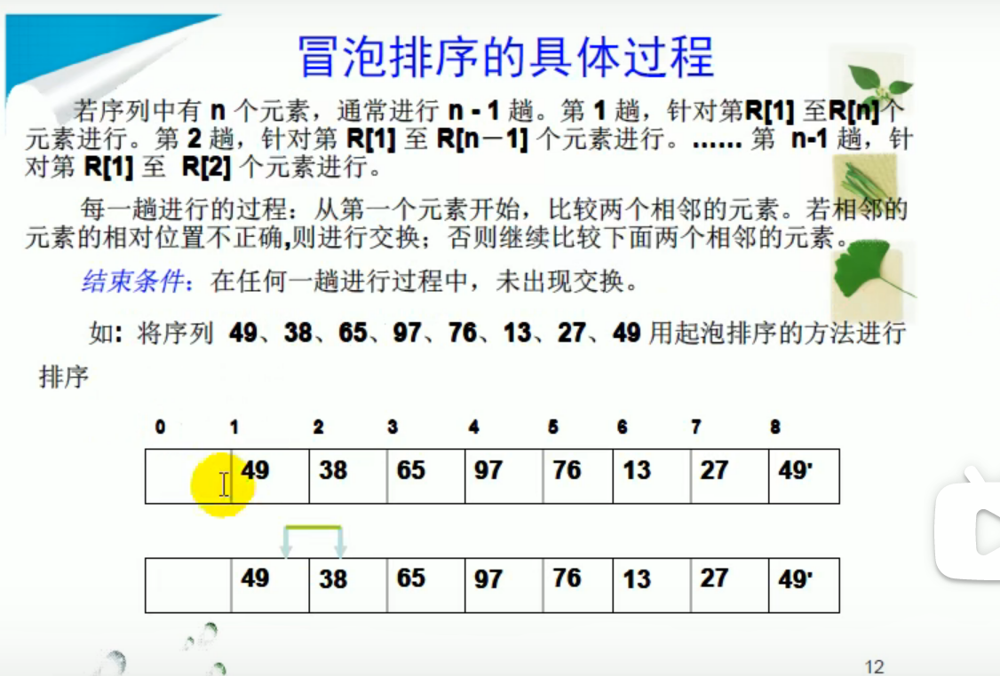 冒泡排序的具体过程
若序列中有 n 个元素，通常进行 n - 1 趟。第 1 趟，针对第R[1] 至R[n]个
元素进行。第 2 趟，针对第 R[1] 至 R[n－1] 个元素进行。...... 第 n-1 趟，针
对第 R[1] 至 R[2] 个元素进行。
每一趟进行的过程：从第一个元素开始，比较两个相邻的元素。若相邻的
元素的相对位置不正确,则进行交换；否则继续比较下面两个相邻的元素。
结束条件：在任何一趟进行过程中，未出现交换。
如: 将序列 49、38、65、97、76、13、27、49 用起泡排序的方法进行
排序
0 1 2 3 4 5 6 7 8
49 38 65 97 76 13 27 49'
49 38 65 97 76 13 27 49'
12